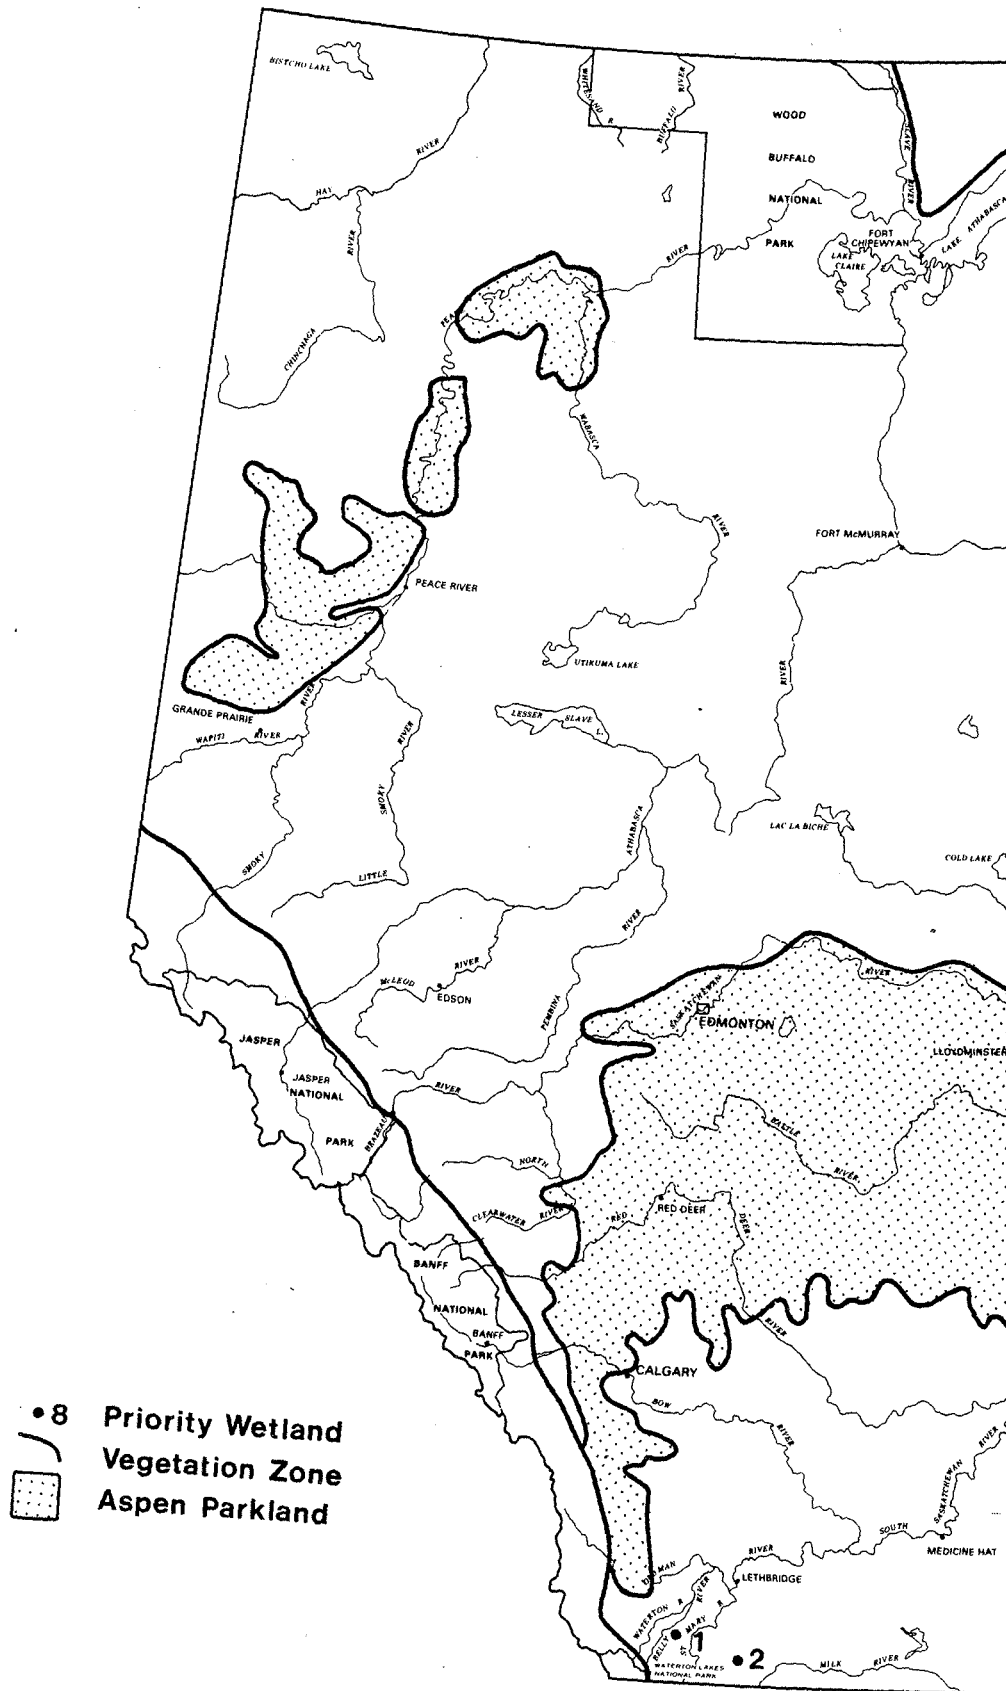 BISTCHO LAKE
WHITESAND R
BUFFALO RIVER
WOOD
BUFFALO
NATIONAL
PARK
SLAVE
RIVER
RIVER
HAY
RIVER
FORT
CHIPEWYAN
LAKE
CLAIRE
LAKE ATHABASCA
RIVER
CHINCHAGA
WABASCA
RIVER
FORT McMURRAY
PEACE RIVER
UTIKUMA LAKE
RIVER
RIVER
GRANDE PRAIRIE
WAPITI RIVER
LESSER SLAVE
L.
RIVER
SMOKY
ATHABASCA
LAC LA BICHE
COLD LAKE
SMOKY
LITTLE
RIVER
McLEOD RIVER
EDSON
PEMBINA
SASKATCHEWAN
RIVER
EDMONTON
LLOYDMINSTER
JASPER
JASPER
NATIONAL
PARK
BRAZEAU
RIVER
BATTLE
RIVER
NORTH
CLEARWATER RIVER
RED
RED DEER
DEER
BANFF
NATIONAL
BANFF
PARK
RIVER
CALGARY
BOW
RIVER
•8 Priority Wetland
Vegetation Zone
Aspen Parkland
RIVER
SASKATCHEWAN
SOUTH
MEDICINE HAT
RIVER
OLDMAN
LETHBRIDGE
WATERTON R
RIVER
BELLY
ST MARY R
1
2
WATERTON LAKES
NATIONAL PARK
MILK RIVER